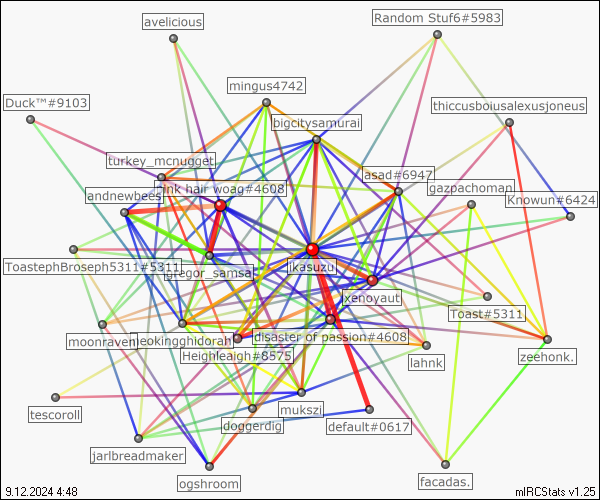 avelicious
Random Stuf6#5983
mingus4742
Duck™#9103
thiccusboiusalexusjoneus
bigcitysamurai
turkey_mcnugget
asad#6947
ink hair woag#4608
gazpachoman
landnewbees
Knowun#6424
ToastephBroseph5311#5311
gregor_samsa
ikasuzu
xenoyaut
Toast#5311
moonraven
disaster of passion#4608
Heighleaigh#8575
lahnk
zeehonk.
tescoroll
mukszi
doggerdig
default#0617
jarlbreadmaker
ogshroom
facadas.
9.12.2024 4:48
mIRCStats v1.25